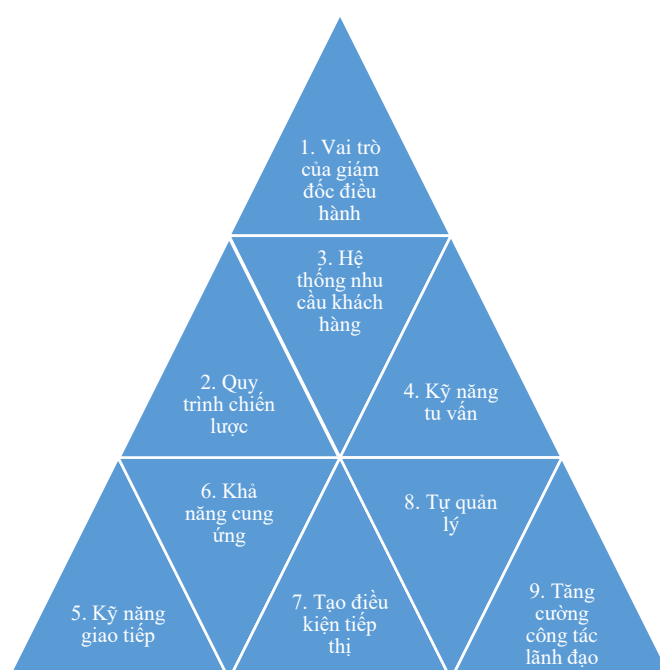 1. Vai trò
của giám
đốc điều
hành
2. Quy
trình chiến
lược
3. Hệ
thống nhu
cầu khách
hàng
4. Kỹ năng
tu vấn
5. Kỹ năng
giao tiếp
6. Khả
năng cung
ứng
7. Tạo điều
kiện tiếp
thị
8. Tự quản
lý
9. Tăng
cường
công tác
lãnh đạo